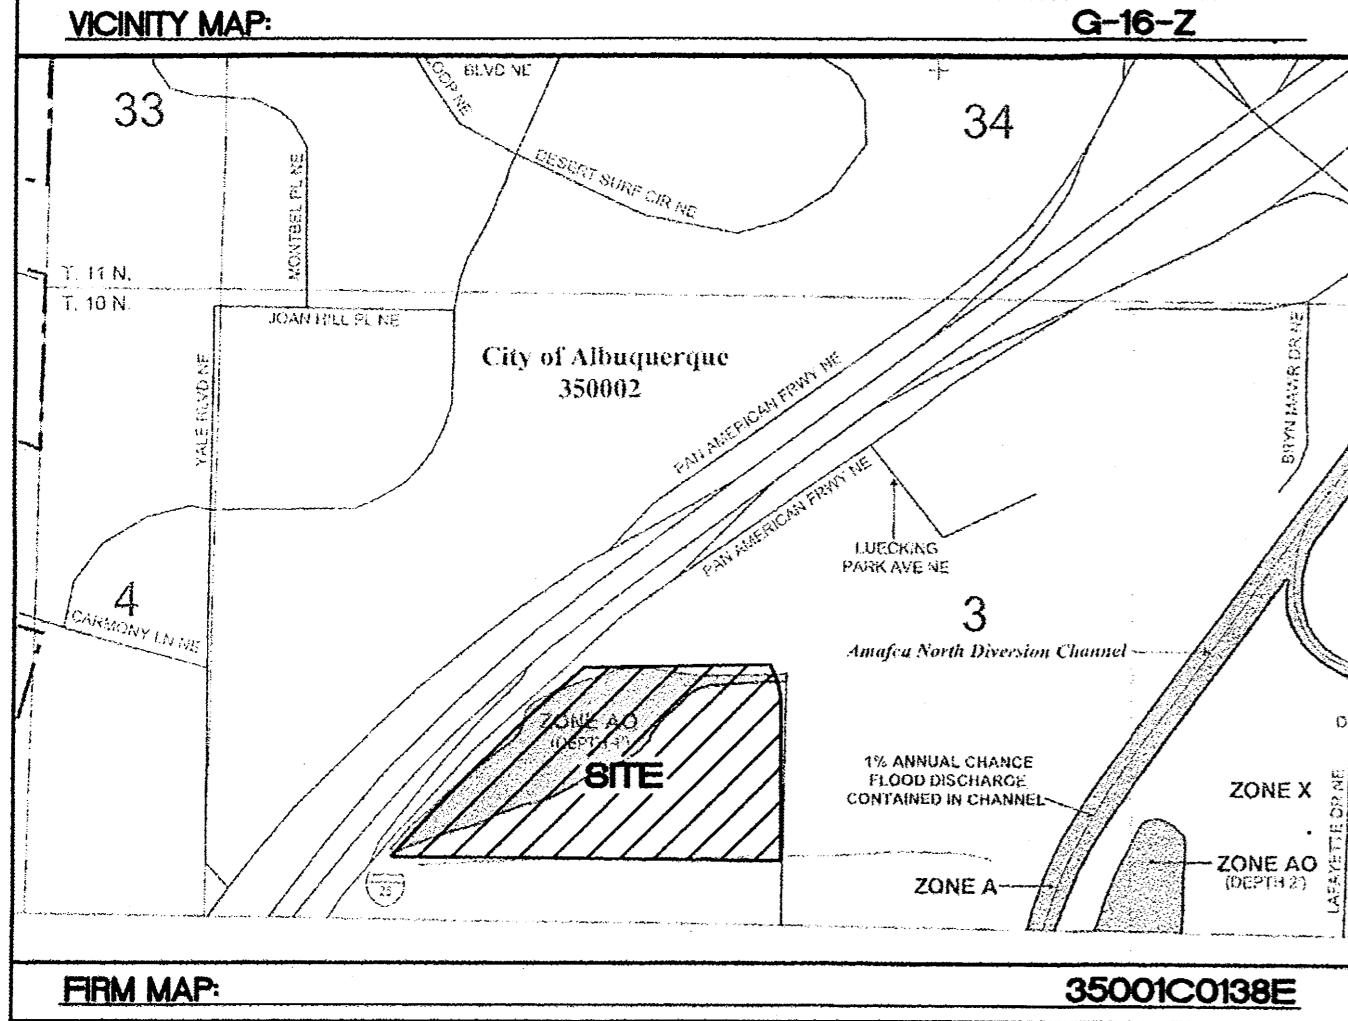 VICINITY MAP: G-16-Z
33
BLVD NE
34
DESERT SURF CIR NE
MONTBEL PL NE
T. 11 N.
T. 10 N.
JOAN HILL PL NE
City of Albuquerque
350002
YALE BLVD NE
PAN AMERICAN FRWY NE
BRYN MAWR DR NE
PAN AMERICAN FRWY NE
LUECKING
PARK AVE NE
4
CARMONY LN NE
3
Amafca North Diversion Channel
ZONE AO
SITE
1% ANNUAL CHANCE
FLOOD DISCHARGE
CONTAINED IN CHANNEL
ZONE X
ZONE AO
(DEPTH 2')
LAFAYETTE DR NE
ZONE A
25
FIRM MAP: 35001C0138E